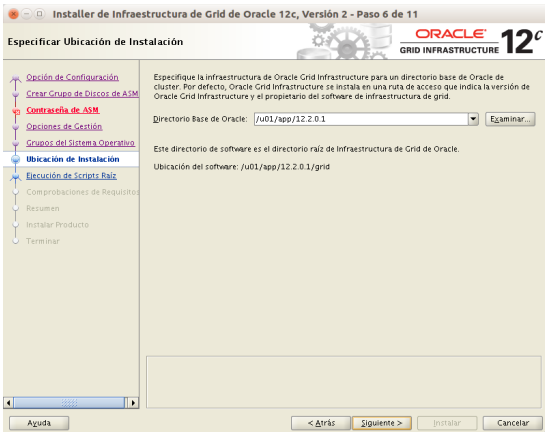 Installer de Infraestructura de Grid de Oracle 12c, Versión 2 - Paso 6 de 11
Especificar Ubicación de Instalación
ORACLE
GRID INFRASTRUCTURE
12c
Opción de Configuración
Crear Grupo de Discos de ASM
Contraseña de ASM
Opciones de Gestión
Grupos del Sistema Operativo
Ubicación de Instalación
Ejecución de Scripts Raíz
Comprobaciones de Requisitos
Resumen
Instalar Producto
Terminar
Especifique la infraestructura de Oracle Grid Infrastructure para un directorio base de Oracle de
cluster. Por defecto, Oracle Grid Infrastructure se instala en una ruta de acceso que indica la versión de
Oracle Grid Infrastructure y el propietario del software de infraestructura de grid.
Directorio Base de Oracle: /u01/app/12.2.0.1 Examinar...
Este directorio de software es el directorio raíz de Infraestructura de Grid de Oracle.
Ubicación del software: /u01/app/12.2.0.1/grid
Ayuda < Atrás Siguiente > Instalar Cancelar